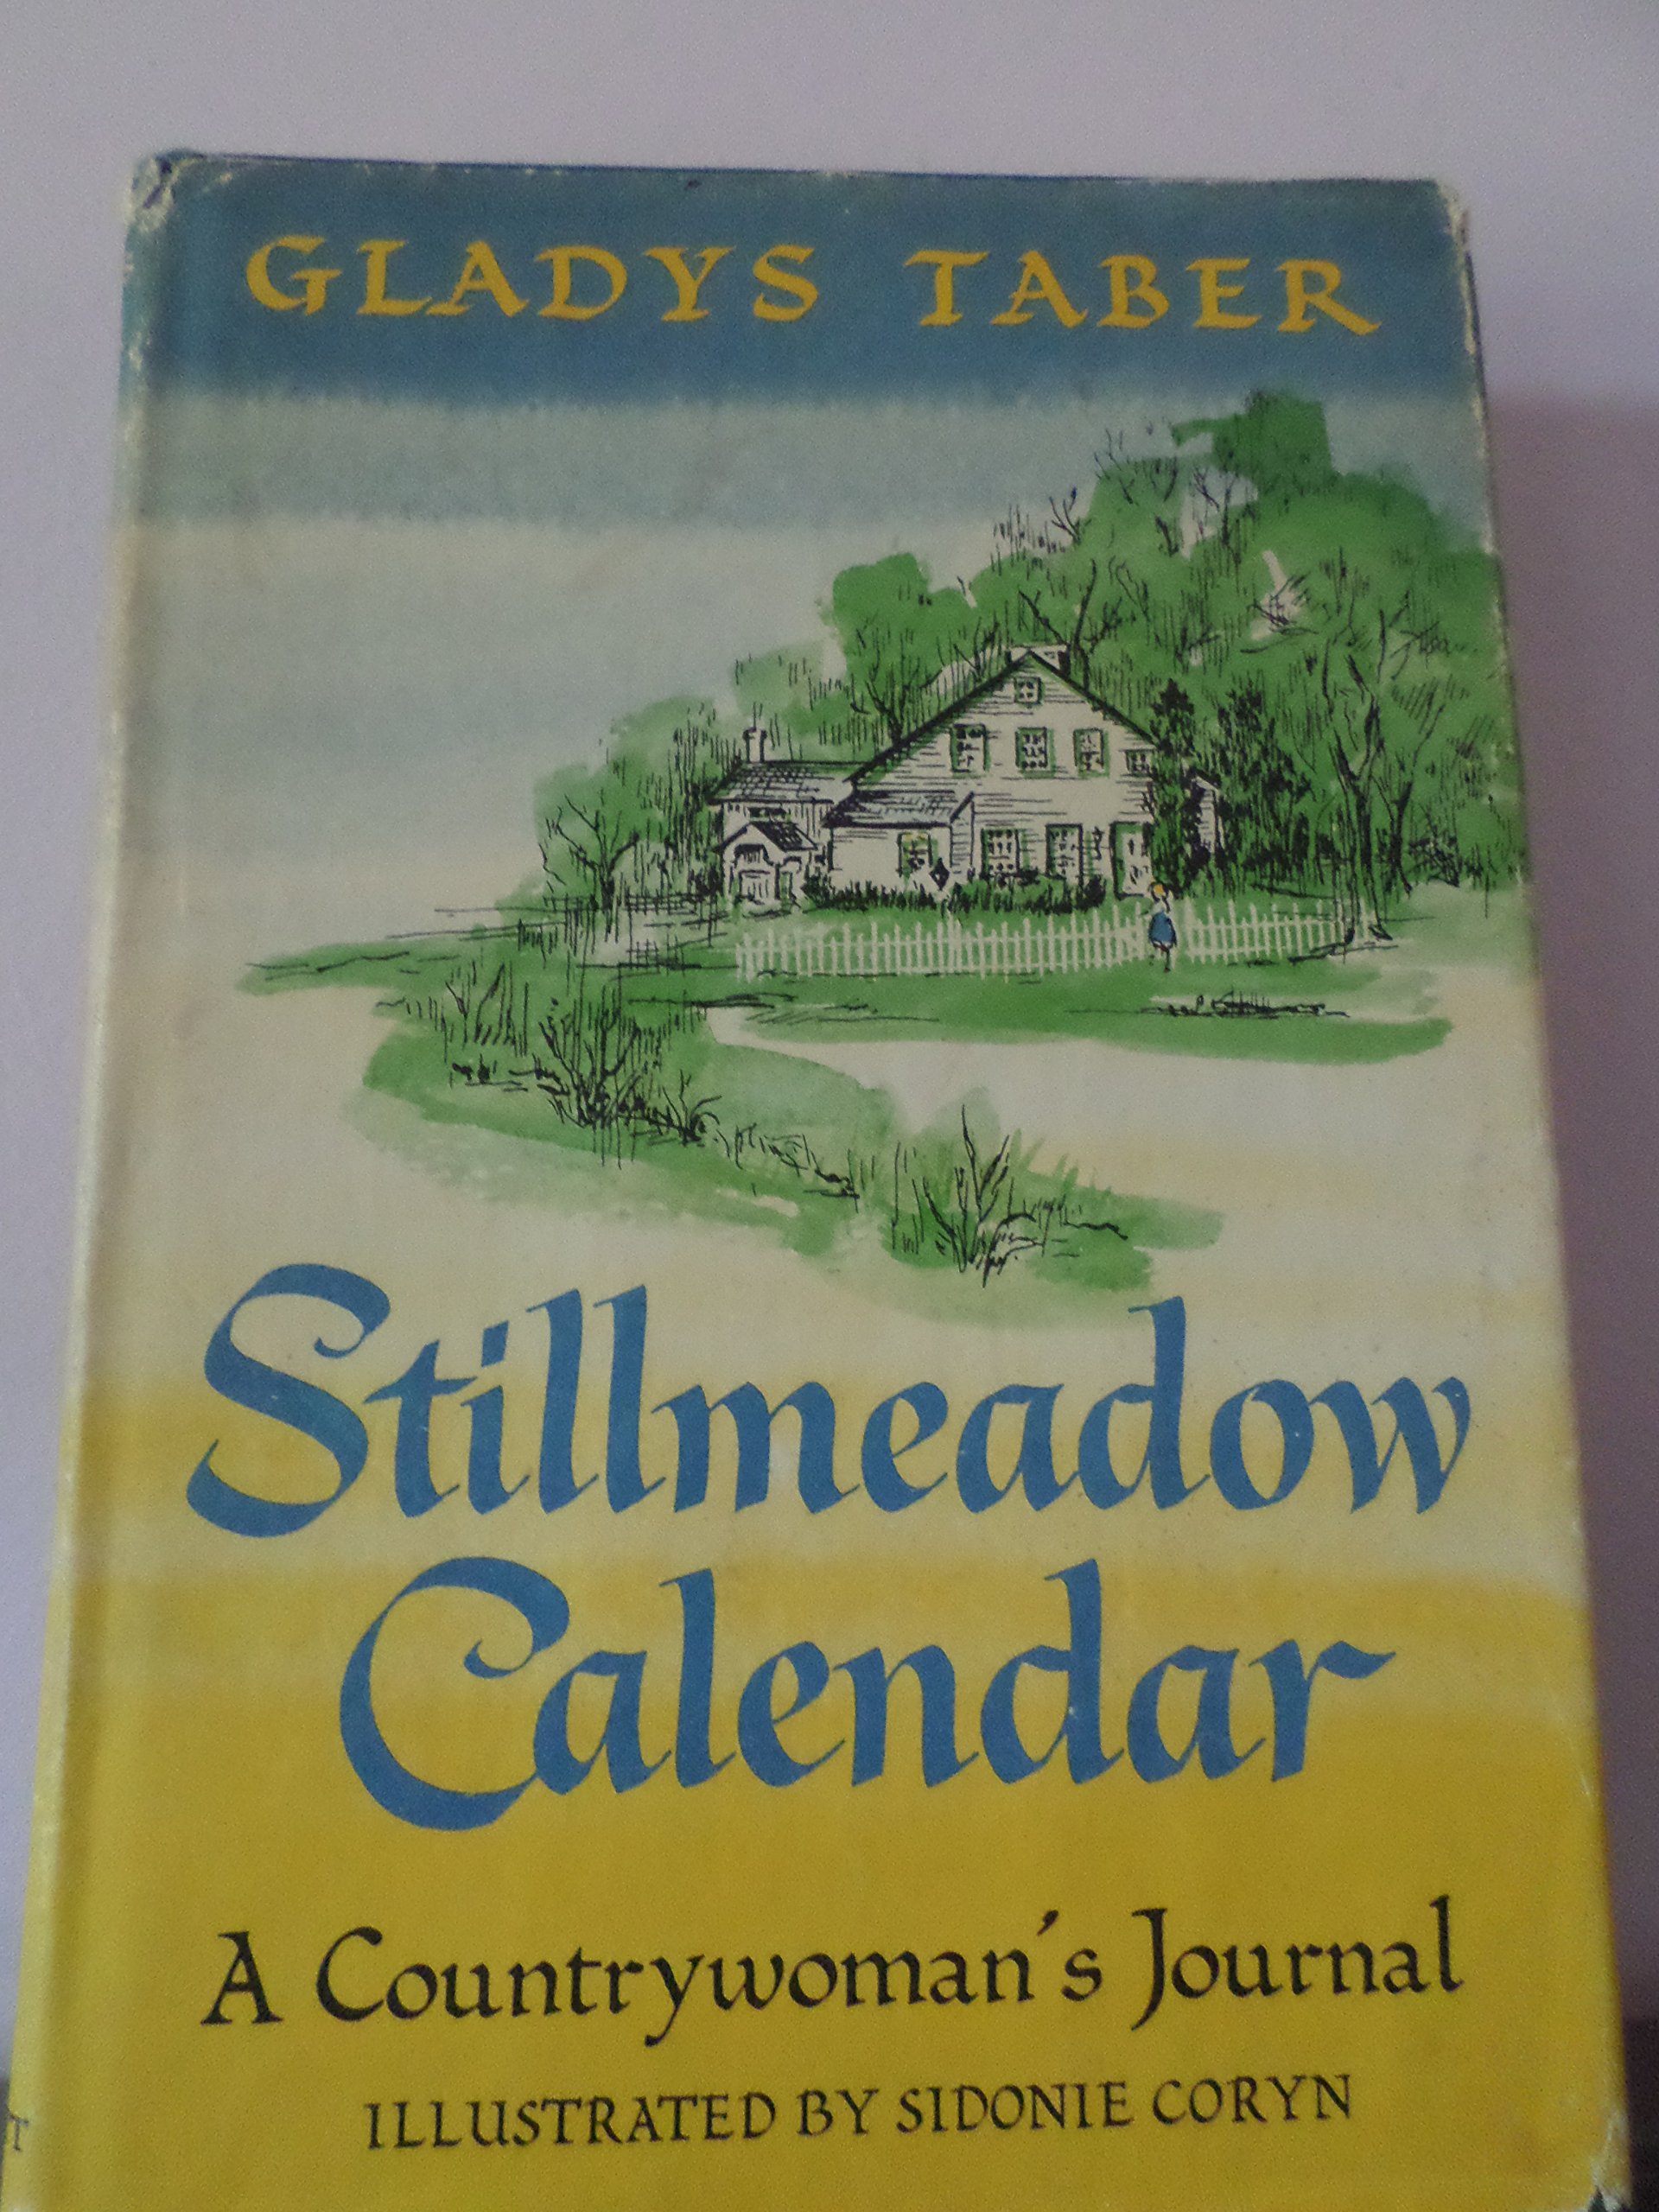 GLADYS TABER
Stillmeadow
Calendar
A Countrywoman's Journal
ILLUSTRATED BY SIDONIE CORYN
T